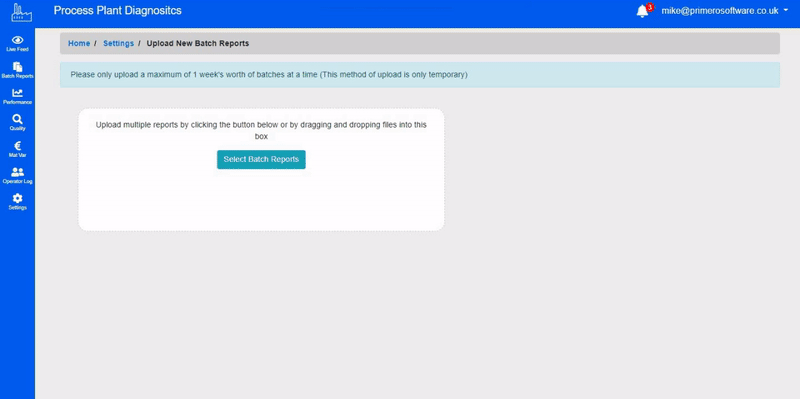 Process Plant Diagnositcs
3
mike@primerosoftware.co.uk
Live Feed
Batch Reports
Performance
Quality
Mat Var
Operator Log
Settings
Home / Settings / Upload New Batch Reports
Please only upload a maximum of 1 week's worth of batches at a time (This method of upload is only temporary)
Upload multiple reports by clicking the button below or by dragging and dropping files into this
box
Select Batch Reports